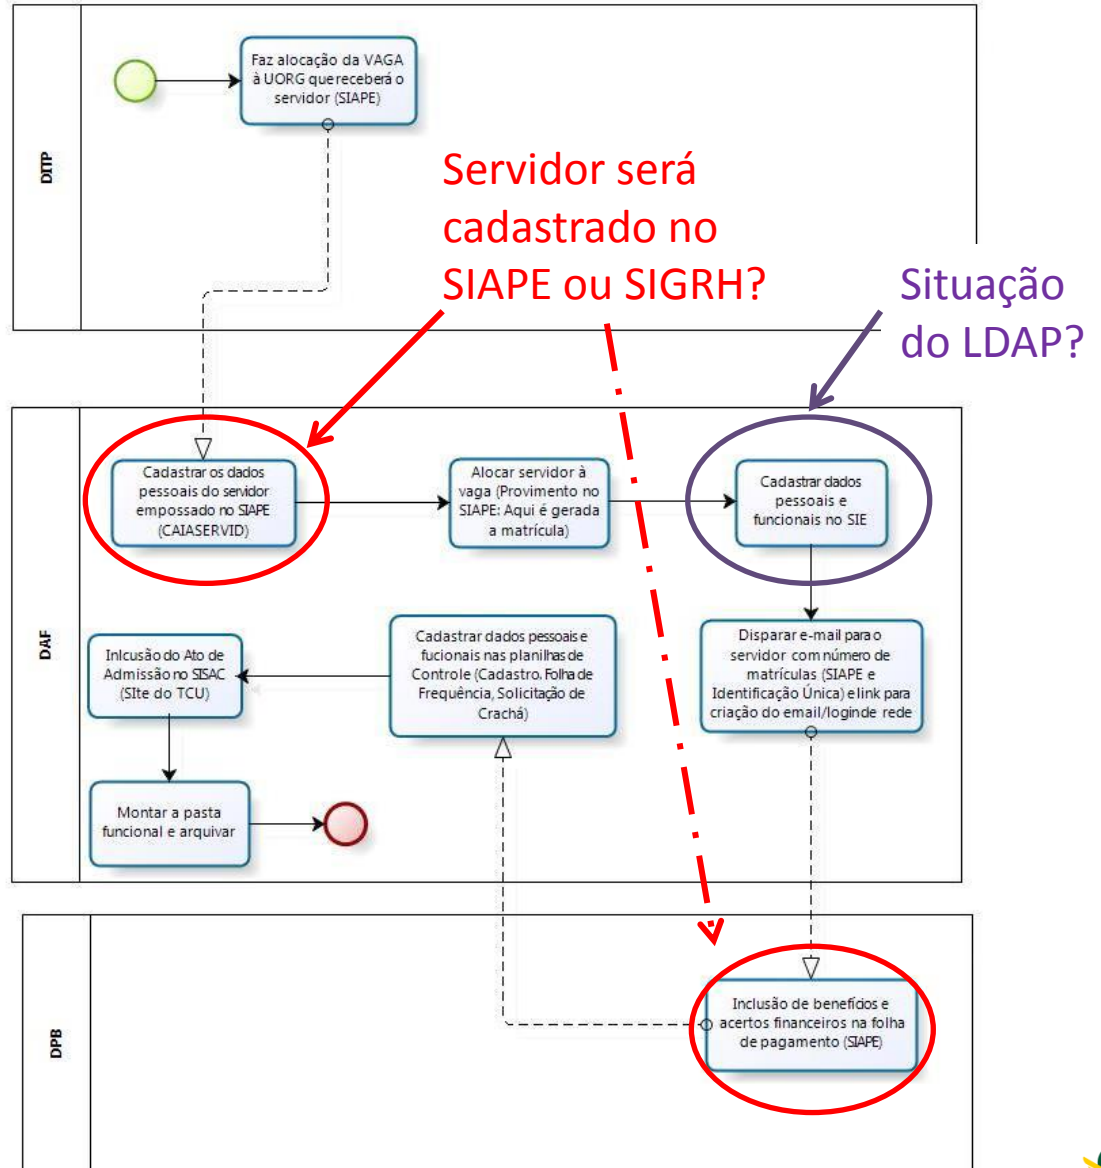 DITP
Faz alocação da VAGA
à UORG que receberá o
servidor (SIAPE)
Servidor será
cadastrado no
SIAPE ou SIGRH?
Situação
do LDAP?
DAF
Cadastrar os dados
pessoais do servidor
empossado no SIAPE
(CAIASERVID)
Alocar servidor à
vaga (Provimento no
SIAPE: Aqui é gerada
a matrícula)
Cadastrar dados
pessoais e
funcionais no SIE
Disparar e-mail para o
servidor com número de
matrículas (SIAPE e
Identificação Única) e link para
criação do email/login de rede
Cadastrar dados pessoais e
fucionais nas planilhas de
Controle (Cadastro. Folha de
Frequência, Solicitação de
Crachá)
Inlcusão do Ato de
Admissão no SISAC
(SIte do TCU)
Montar a pasta
funcional e arquivar
DPB
Inclusão de benefícios e
acertos financeiros na folha
de pagamento (SIAPE)